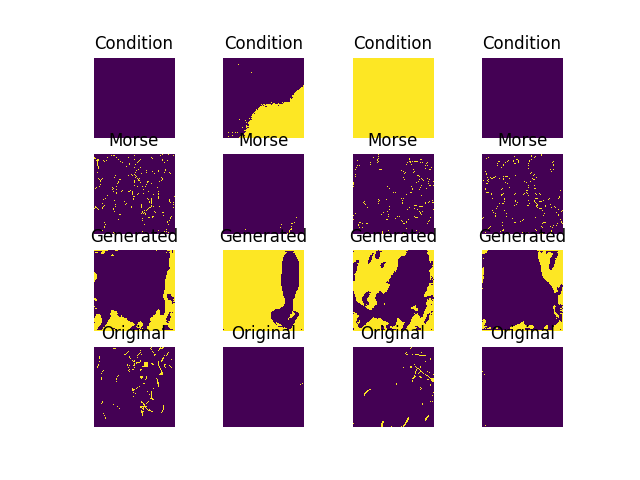 Condition Condition Condition Condition
Morse Morse Morse Morse
Generated Generated Generated Generated
Original Original Original Original